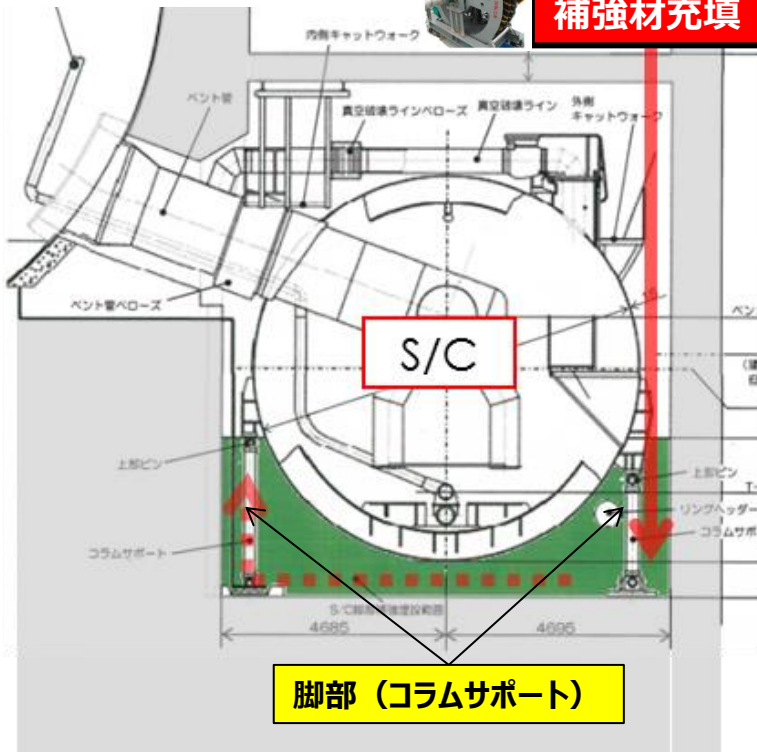 補強材充填
内側キャットウォーク
ベント管
真空破壊ラインベローズ
真空破壊ライン
外側
キャットウォーク
ベント管ベローズ
ベン
S/C
上部ピン
上部ピン
T-
リングヘッダー
コラムサポート
コラムサポ
4685
4695
脚部（コラムサポート）